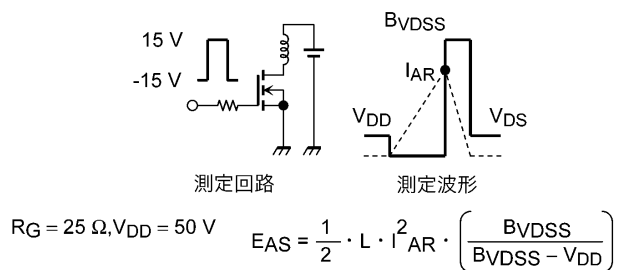 15 V
-15 V
BVDSS
IAR
VDD
VDS
測定回路
測定波形
RG = 25 Ω,VDD = 50 V
EAS = 1/2 · L · I²AR · (BVDSS / (BVDSS − VDD))